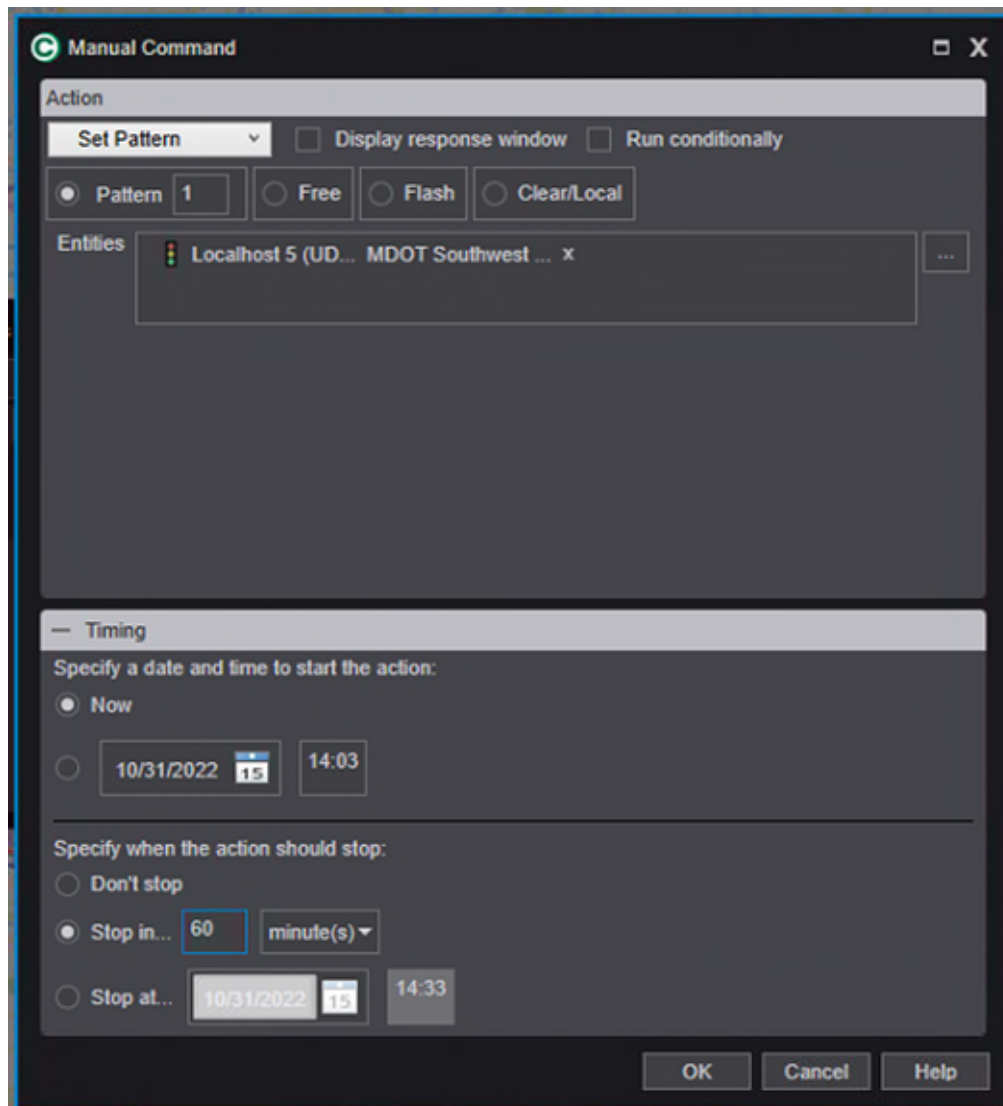 Manual Command X
Action
Set Pattern Display response window Run conditionally
Pattern 1 Free Flash Clear/Local
Entities Localhost 5 (UD... MDOT Southwest ... x ...
— Timing
Specify a date and time to start the action:
Now
10/31/2022 15 14:03
Specify when the action should stop:
Don't stop
Stop in... 60 minute(s)
Stop at... 10/31/2022 15 14:33
OK Cancel Help